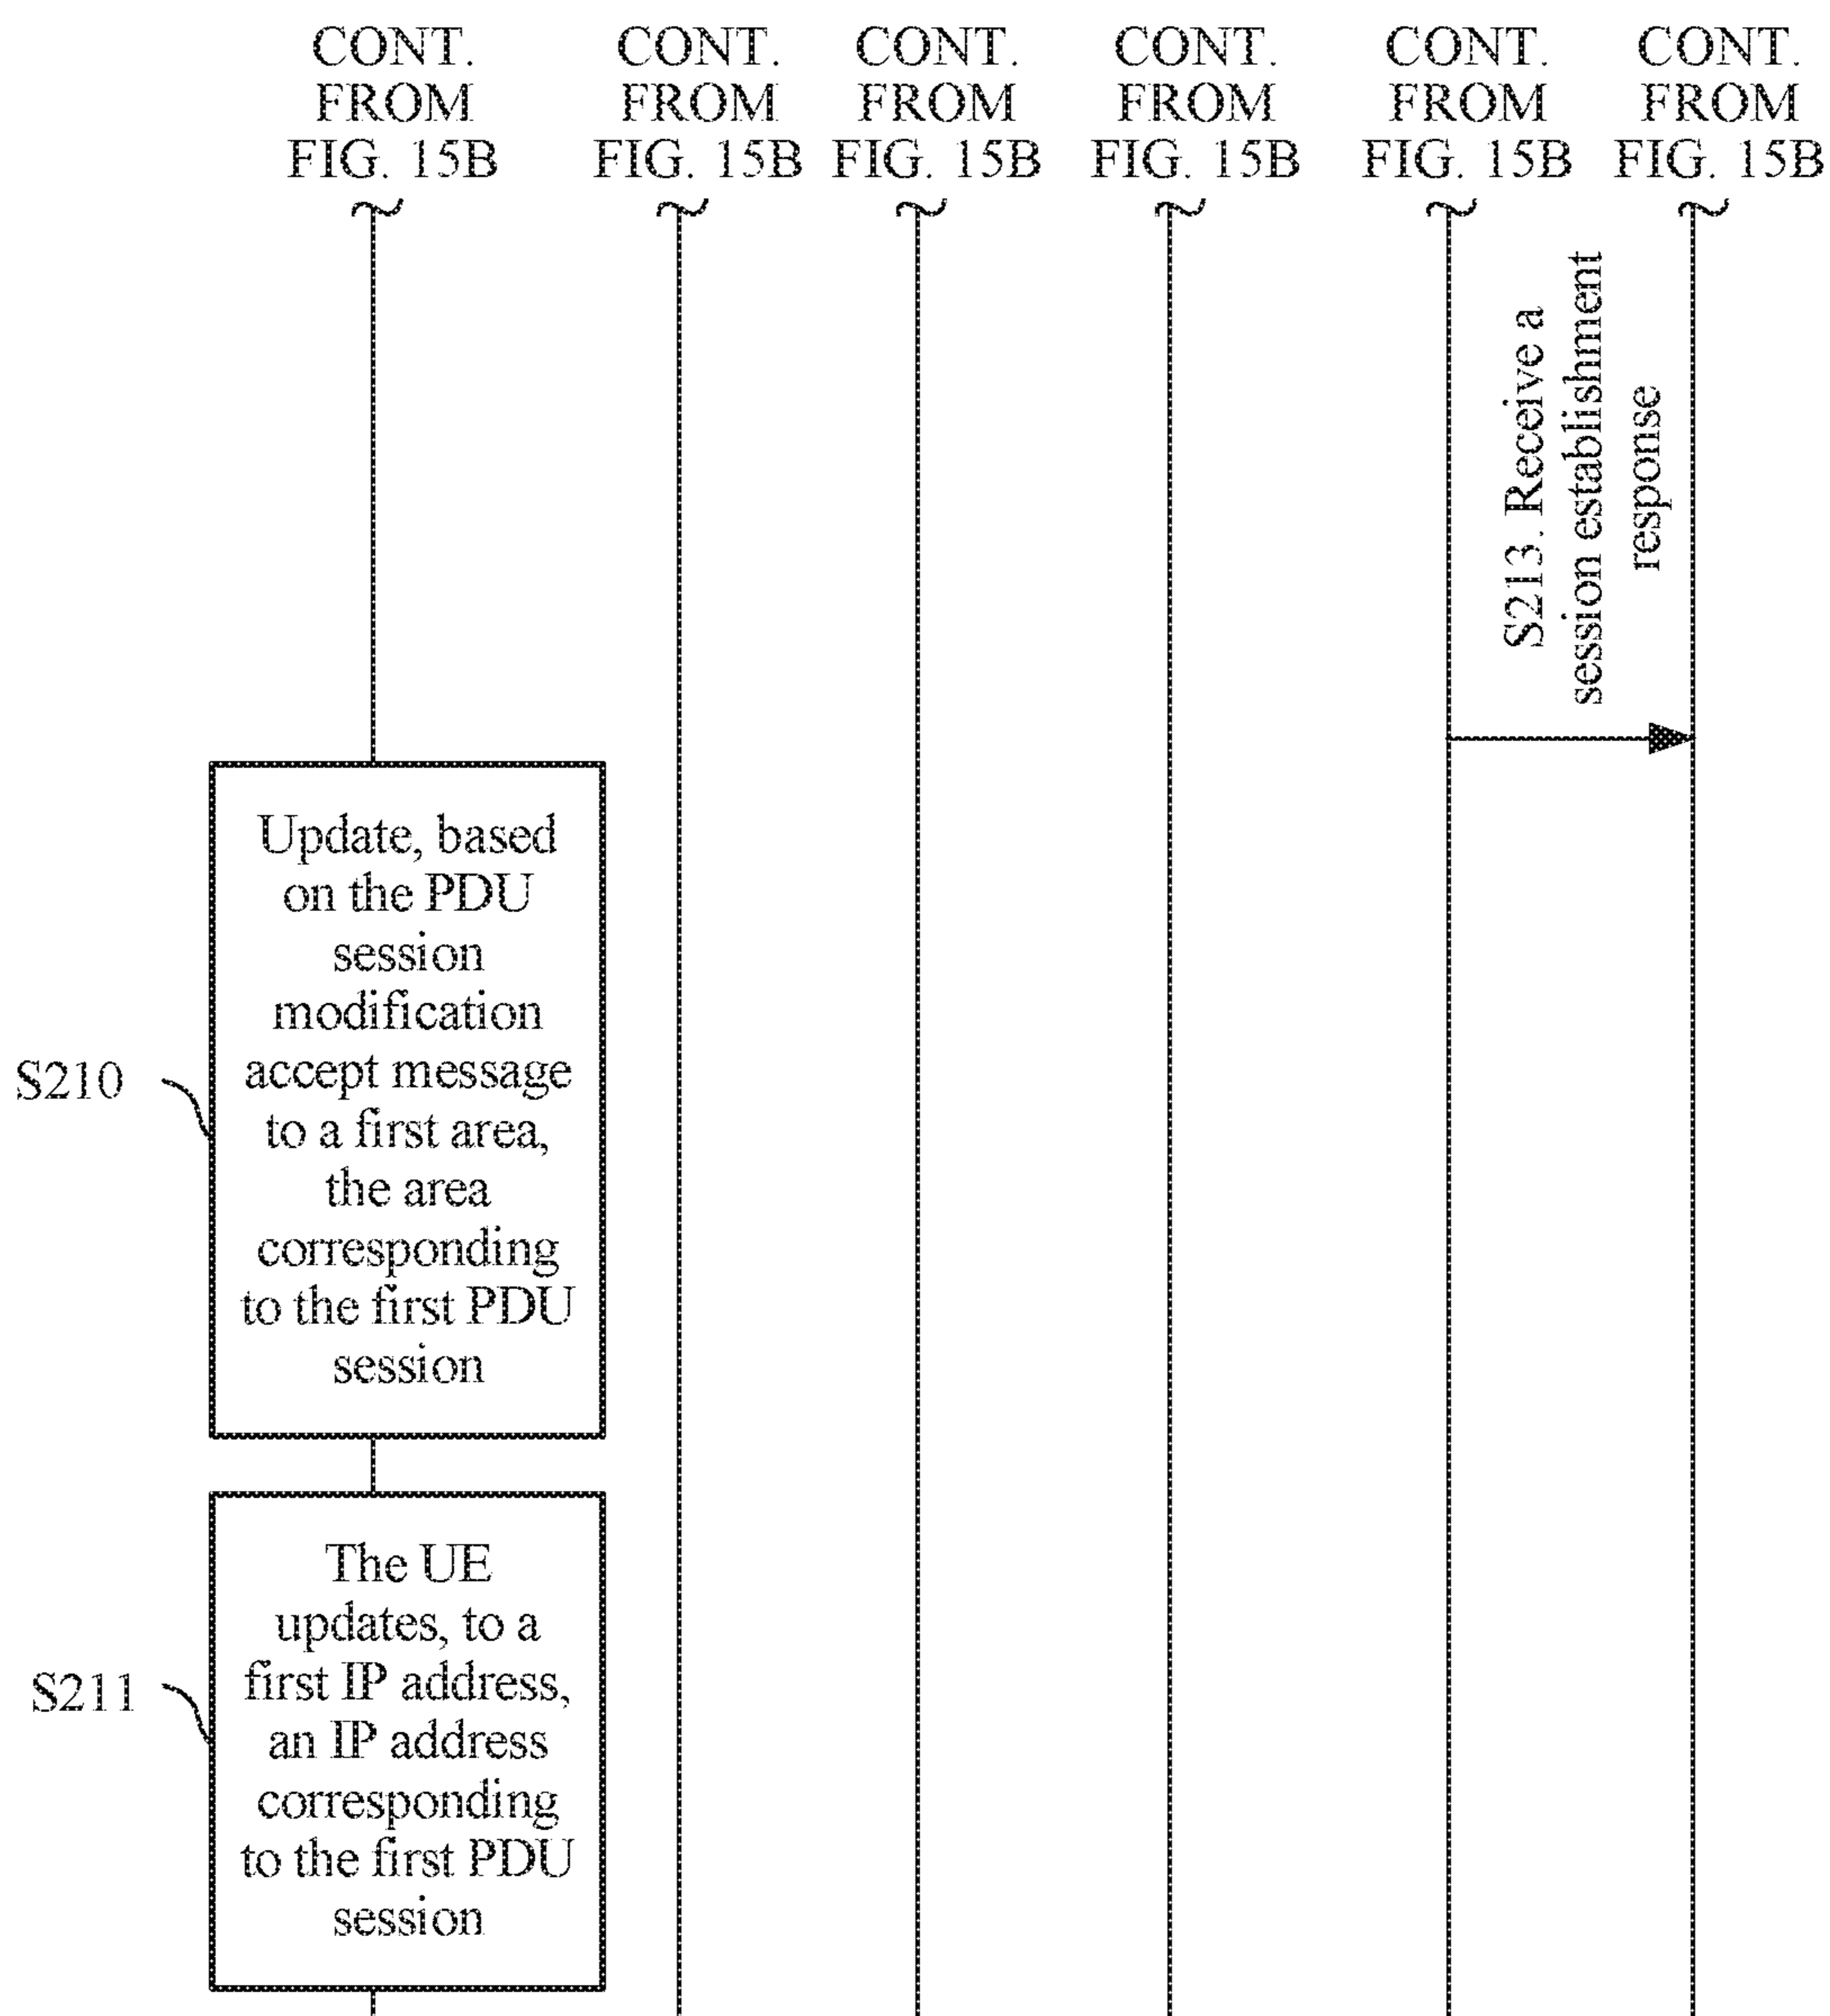 CONT.
FROM
FIG. 15B
CONT.
FROM
FIG. 15B
CONT.
FROM
FIG. 15B
CONT.
FROM
FIG. 15B
CONT.
FROM
FIG. 15B
CONT.
FROM
FIG. 15B
S213. Receive a
session establishment
response
Update, based
on the PDU
session
modification
accept message
to a first area,
the area
corresponding
to the first PDU
session
S210
The UE
updates, to a
first IP address,
an IP address
corresponding
to the first PDU
session
S211